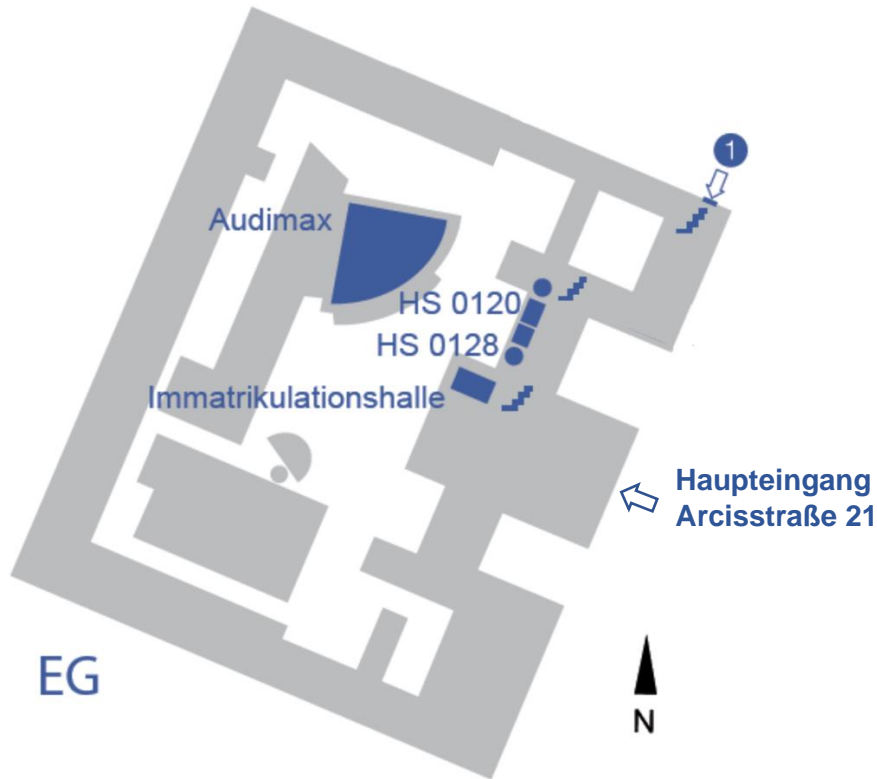 1
Audimax
HS 0120
HS 0128
Immatrikulationshalle
Haupteingang
Arcisstraße 21
EG
N